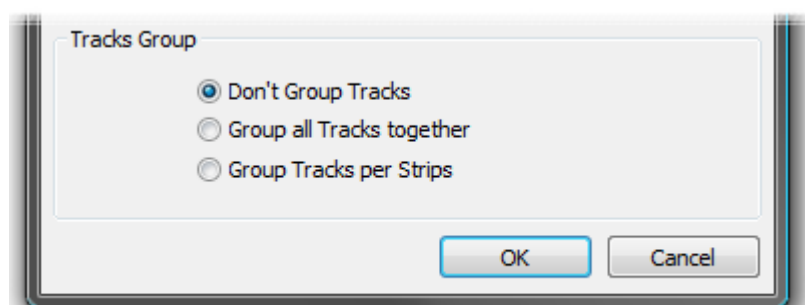 Tracks Group
Don't Group Tracks
Group all Tracks together
Group Tracks per Strips
OK Cancel